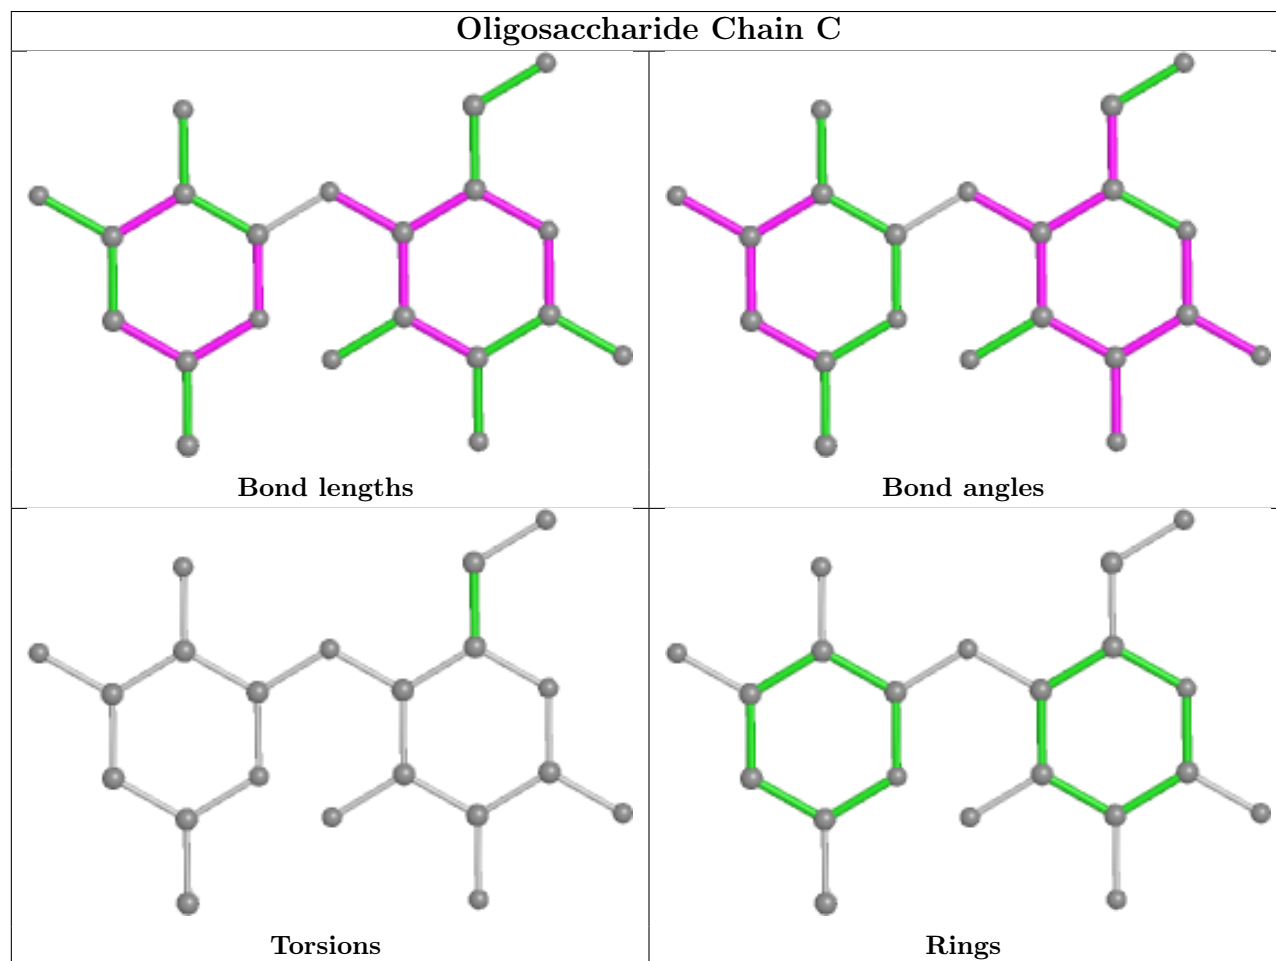 Oligosaccharide Chain C
Bond lengths
Bond angles
Torsions
Rings